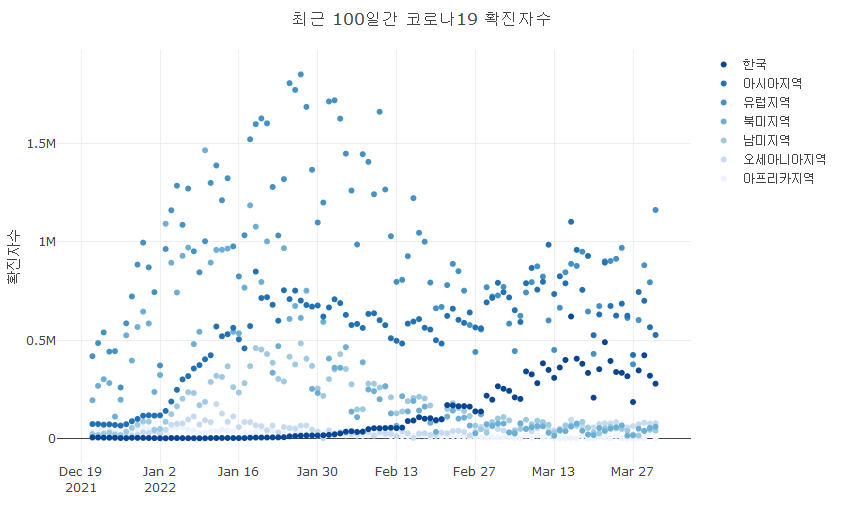 최근 100일간 코로나19 확진자수
확진자수
1.5M
1M
0.5M
0
Dec 19
2021
Jan 2
2022
Jan 16
Jan 30
Feb 13
Feb 27
Mar 13
Mar 27
한국
아시아지역
유럽지역
북미지역
남미지역
오세아니아지역
아프리카지역